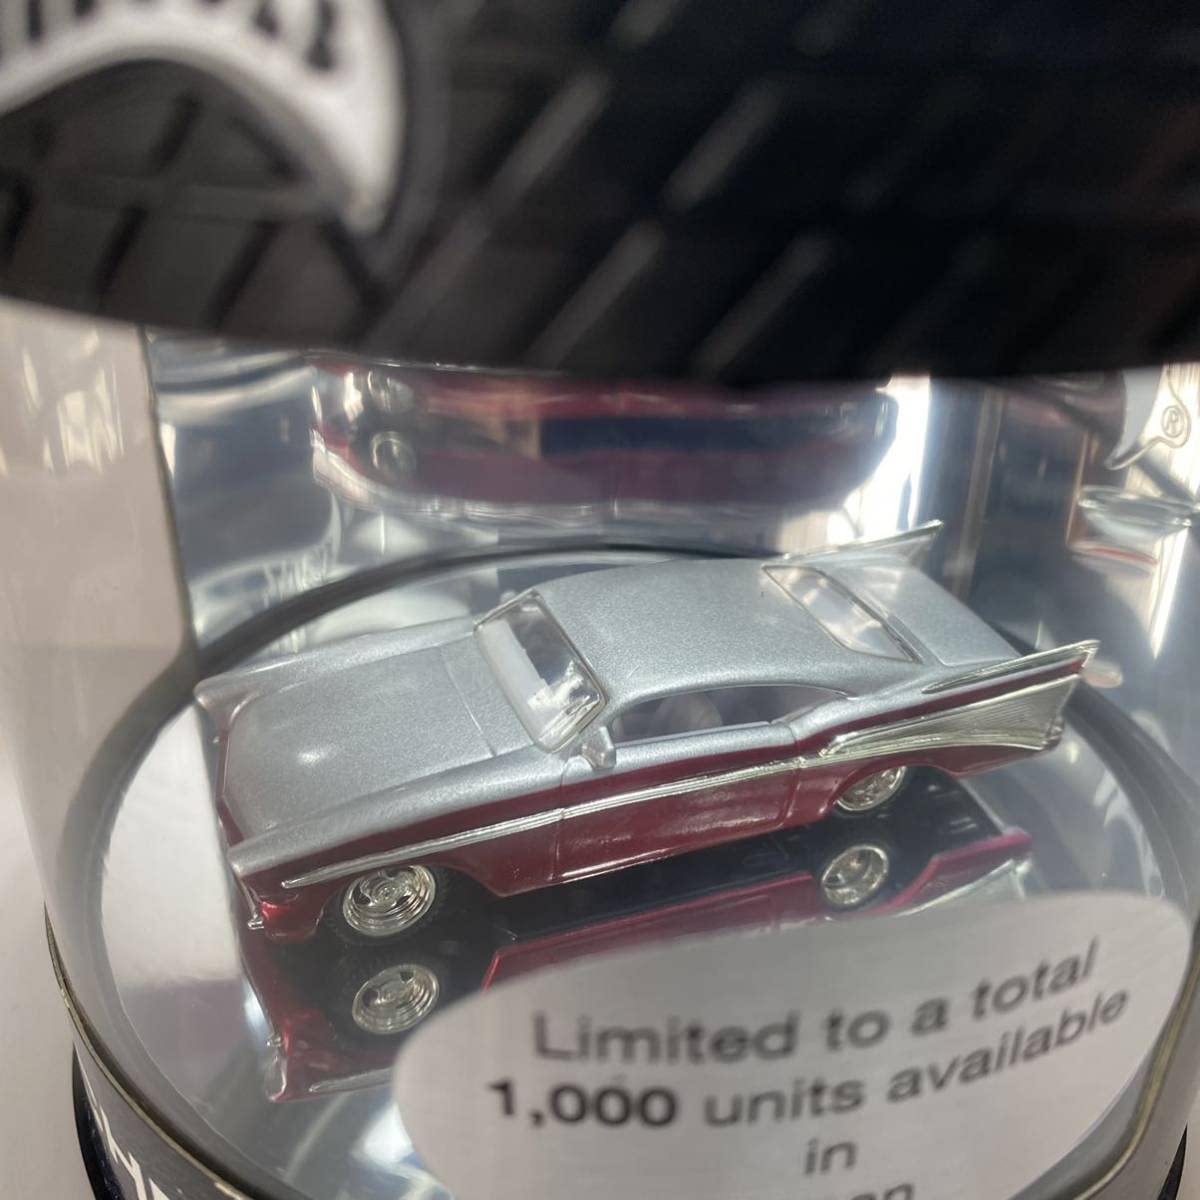 ®
Limited to a total
1,000 units available
in